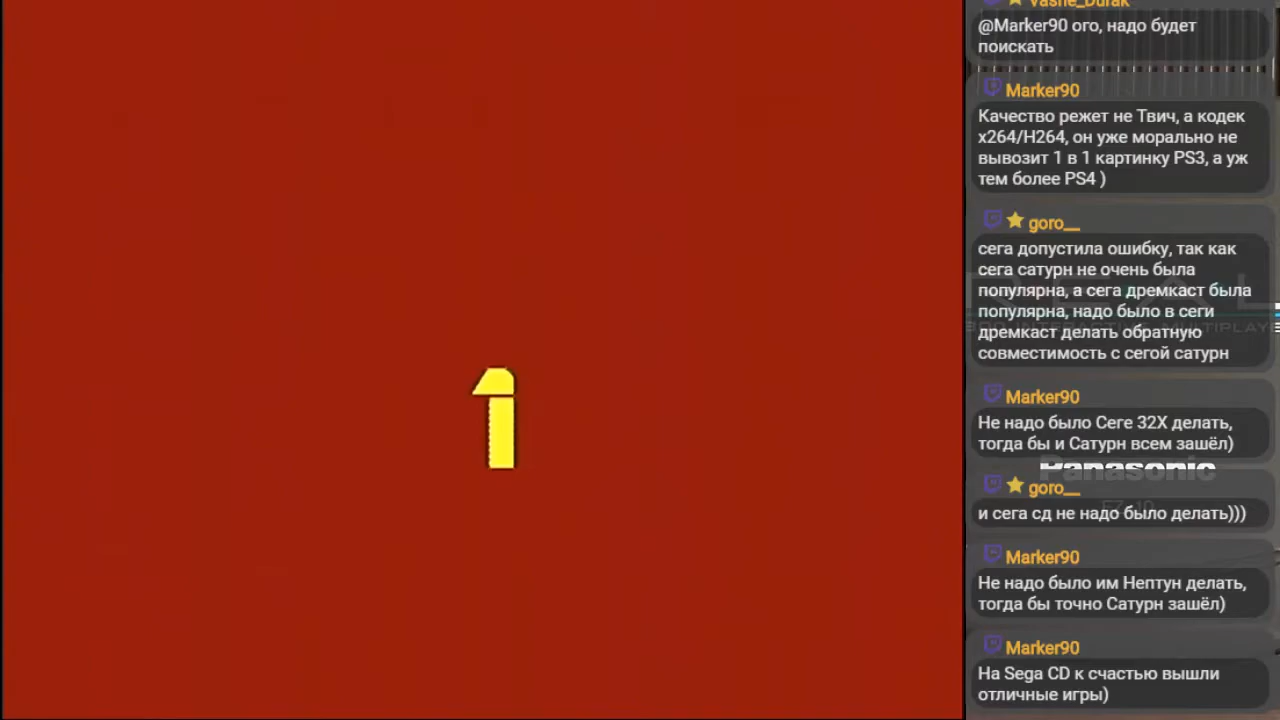 1
Vashe_Durak
@Marker90 ого, надо будет
поискать
Marker90
Качество режет не Твич, а кодек
x264/H264, он уже морально не
вывозит 1 в 1 картинку PS3, а уж
тем более PS4 )
goro__
сега допустила ошибку, так как
сега сатурн не очень была
популярна, а сега дремкаст была
популярна, надо было в сеги
дремкаст делать обратную
совместимость с сегой сатурн
Marker90
Не надо было Сеге 32X делать,
тогда бы и Сатурн всем зашёл)
Panasonic
goro__
и сега сд не надо было делать)))
Marker90
Не надо было им Нептун делать,
тогда бы точно Сатурн зашёл)
Marker90
На Sega CD к счастью вышли
отличные игры)